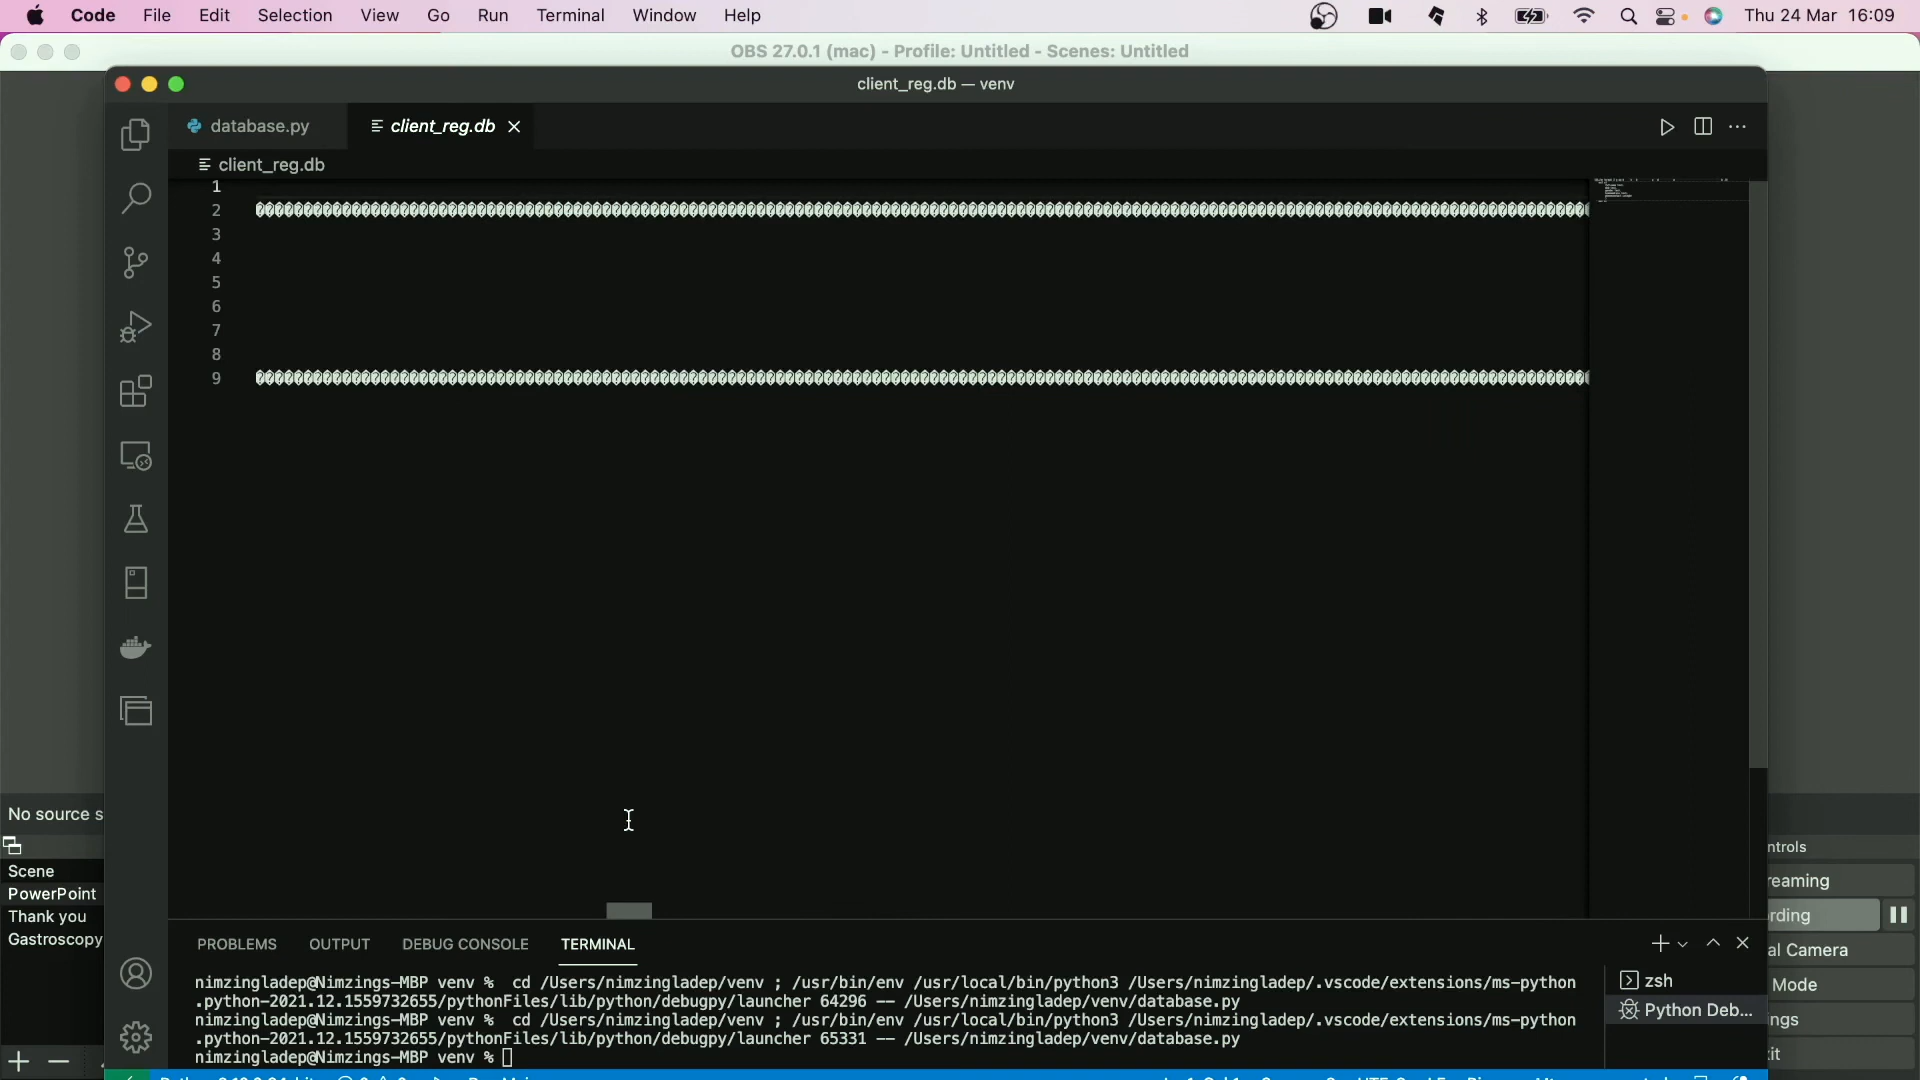 Code File Edit Selection View Go Run Terminal Window Help Thu 24 Mar 16:09
OBS 27.0.1 (mac) - Profile: Untitled - Scenes: Untitled
client_reg.db — venv
database.py client_reg.db
client_reg.db
1
2
3
4
5
6
7
8
9
No source s
ntrols
Scene
reaming
PowerPoint
Thank you
rding
Gastroscopy
al Camera
Mode
ngs
it
PROBLEMS OUTPUT DEBUG CONSOLE TERMINAL
nimzingladep@Nimzings-MBP venv % cd /Users/nimzingladep/venv ; /usr/bin/env /usr/local/bin/python3 /Users/nimzingladep/.vscode/extensions/ms-python
.python-2021.12.1559732655/pythonFiles/lib/python/debugpy/launcher 64296 -- /Users/nimzingladep/venv/database.py
nimzingladep@Nimzings-MBP venv % cd /Users/nimzingladep/venv ; /usr/bin/env /usr/local/bin/python3 /Users/nimzingladep/.vscode/extensions/ms-python
.python-2021.12.1559732655/pythonFiles/lib/python/debugpy/launcher 65331 -- /Users/nimzingladep/venv/database.py
nimzingladep@Nimzings-MBP venv %
zsh
Python Deb...